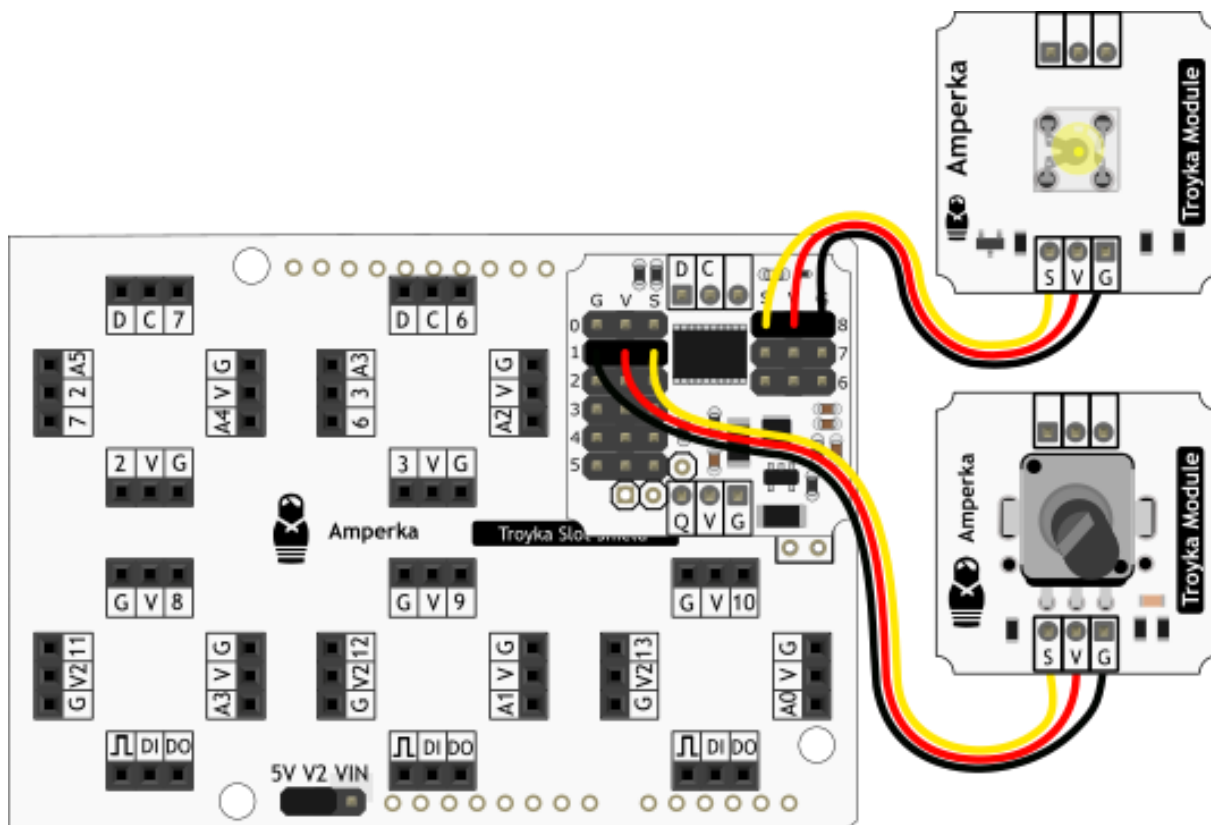 Amperka
Troyka Module
S V G
D C
G V S
S
0
1
2
3
4
5
8
7
6
Q V G
D C 7
A5
2
7
G
V
A4
2 V G
D C 6
A3
3
6
G
V
A2
3 V G
Amperka
Troyka Slot Shield
Amperka
Troyka Module
S V G
G V 8
11
V2
G
G
V
A3
DI DO
G V 9
12
V2
G
G
V
A1
DI DO
G V 10
13
V2
G
G
V
A0
DI DO
5V V2 VIN